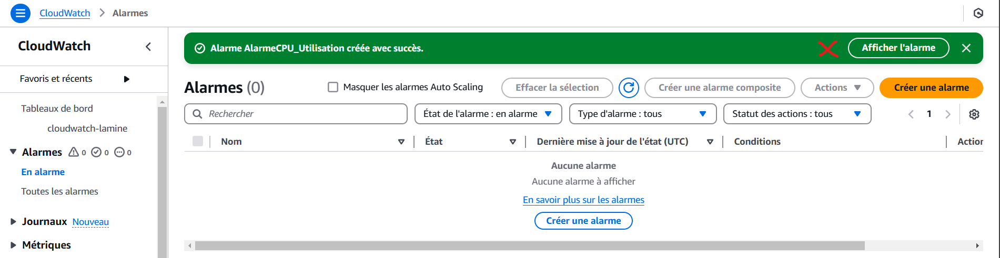 CloudWatch > Alarmes
CloudWatch
Favoris et récents
Tableaux de bord
cloudwatch-lamine
Alarmes 0 0 0
En alarme
Toutes les alarmes
Journaux Nouveau
Métriques
Alarme AlarmeCPU_Utilisation créée avec succès. Afficher l'alarme
Alarmes (0) Masquer les alarmes Auto Scaling Effacer la sélection Créer une alarme composite Actions Créer une alarme
Rechercher État de l'alarme : en alarme Type d'alarme : tous Statut des actions : tous 1
Nom État Dernière mise à jour de l'état (UTC) Conditions Action
Aucune alarme
Aucune alarme à afficher
En savoir plus sur les alarmes
Créer une alarme